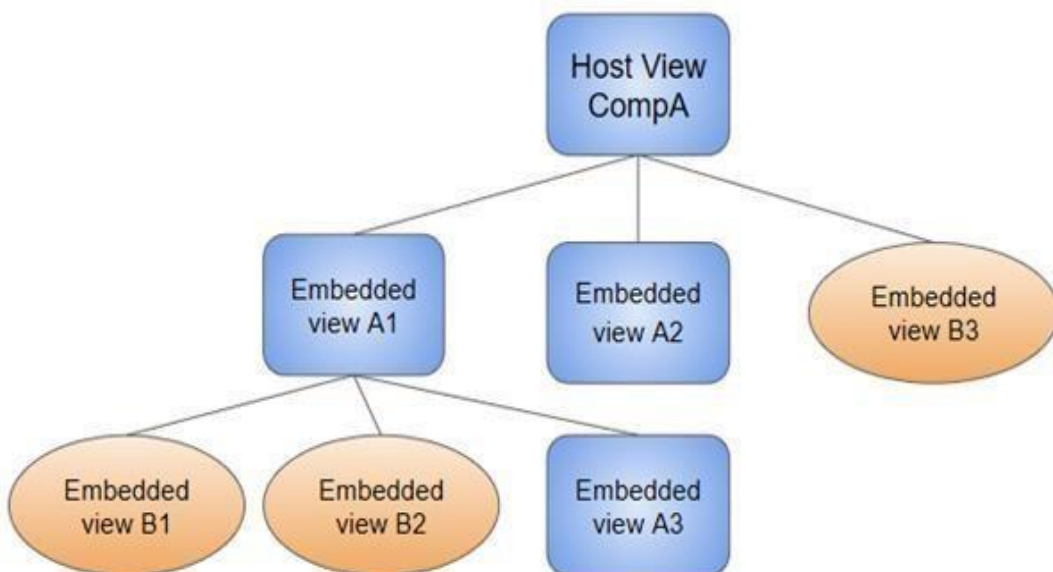 Host View
CompA
Embedded
view A1
Embedded
view A2
Embedded
view B3
Embedded
view B1
Embedded
view B2
Embedded
view A3